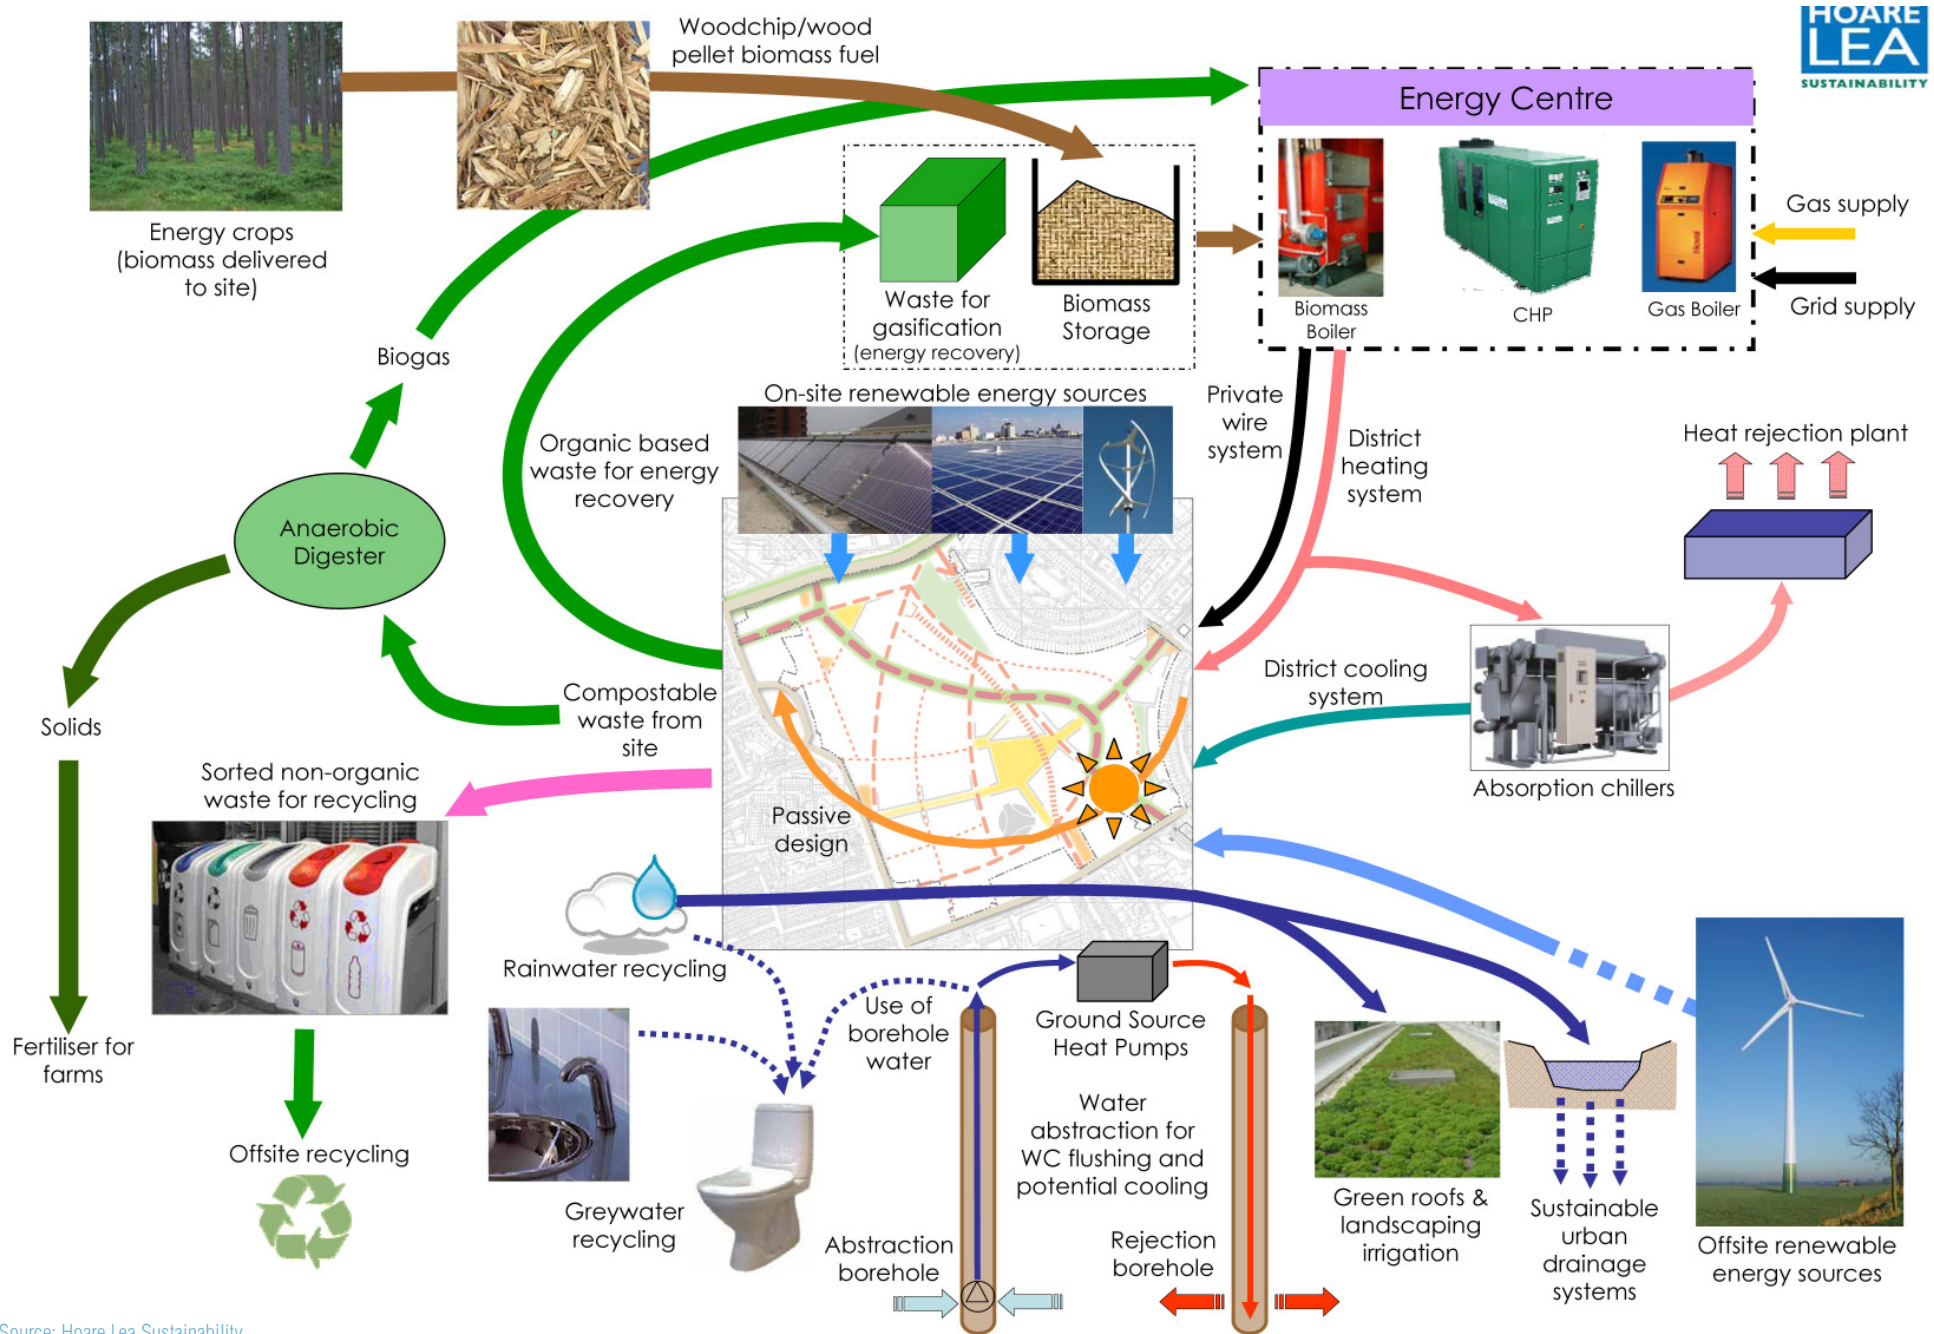 HOARE
LEA
SUSTAINABILITY
Woodchip/wood
pellet biomass fuel
Energy Centre
Energy crops
(biomass delivered
to site)
Gas supply
Grid supply
Waste for
gasification
(energy recovery)
Biomass
Storage
Biomass
Boiler
CHP
Gas Boiler
Biogas
On-site renewable energy sources
Private
wire
system
District
heating
system
Heat rejection plant
Organic based
waste for energy
recovery
Anaerobic
Digester
Compostable
waste from
site
District cooling
system
Solids
Sorted non-organic
waste for recycling
Absorption chillers
Passive
design
Rainwater recycling
Use of
borehole
water
Ground Source
Heat Pumps
Fertiliser for
farms
Water
abstraction for
WC flushing and
potential cooling
Offsite recycling
Greywater
recycling
Abstraction
borehole
Rejection
borehole
Green roofs &
landscaping
irrigation
Sustainable
urban
drainage
systems
Offsite renewable
energy sources
Source: Hoare Lea Sustainability